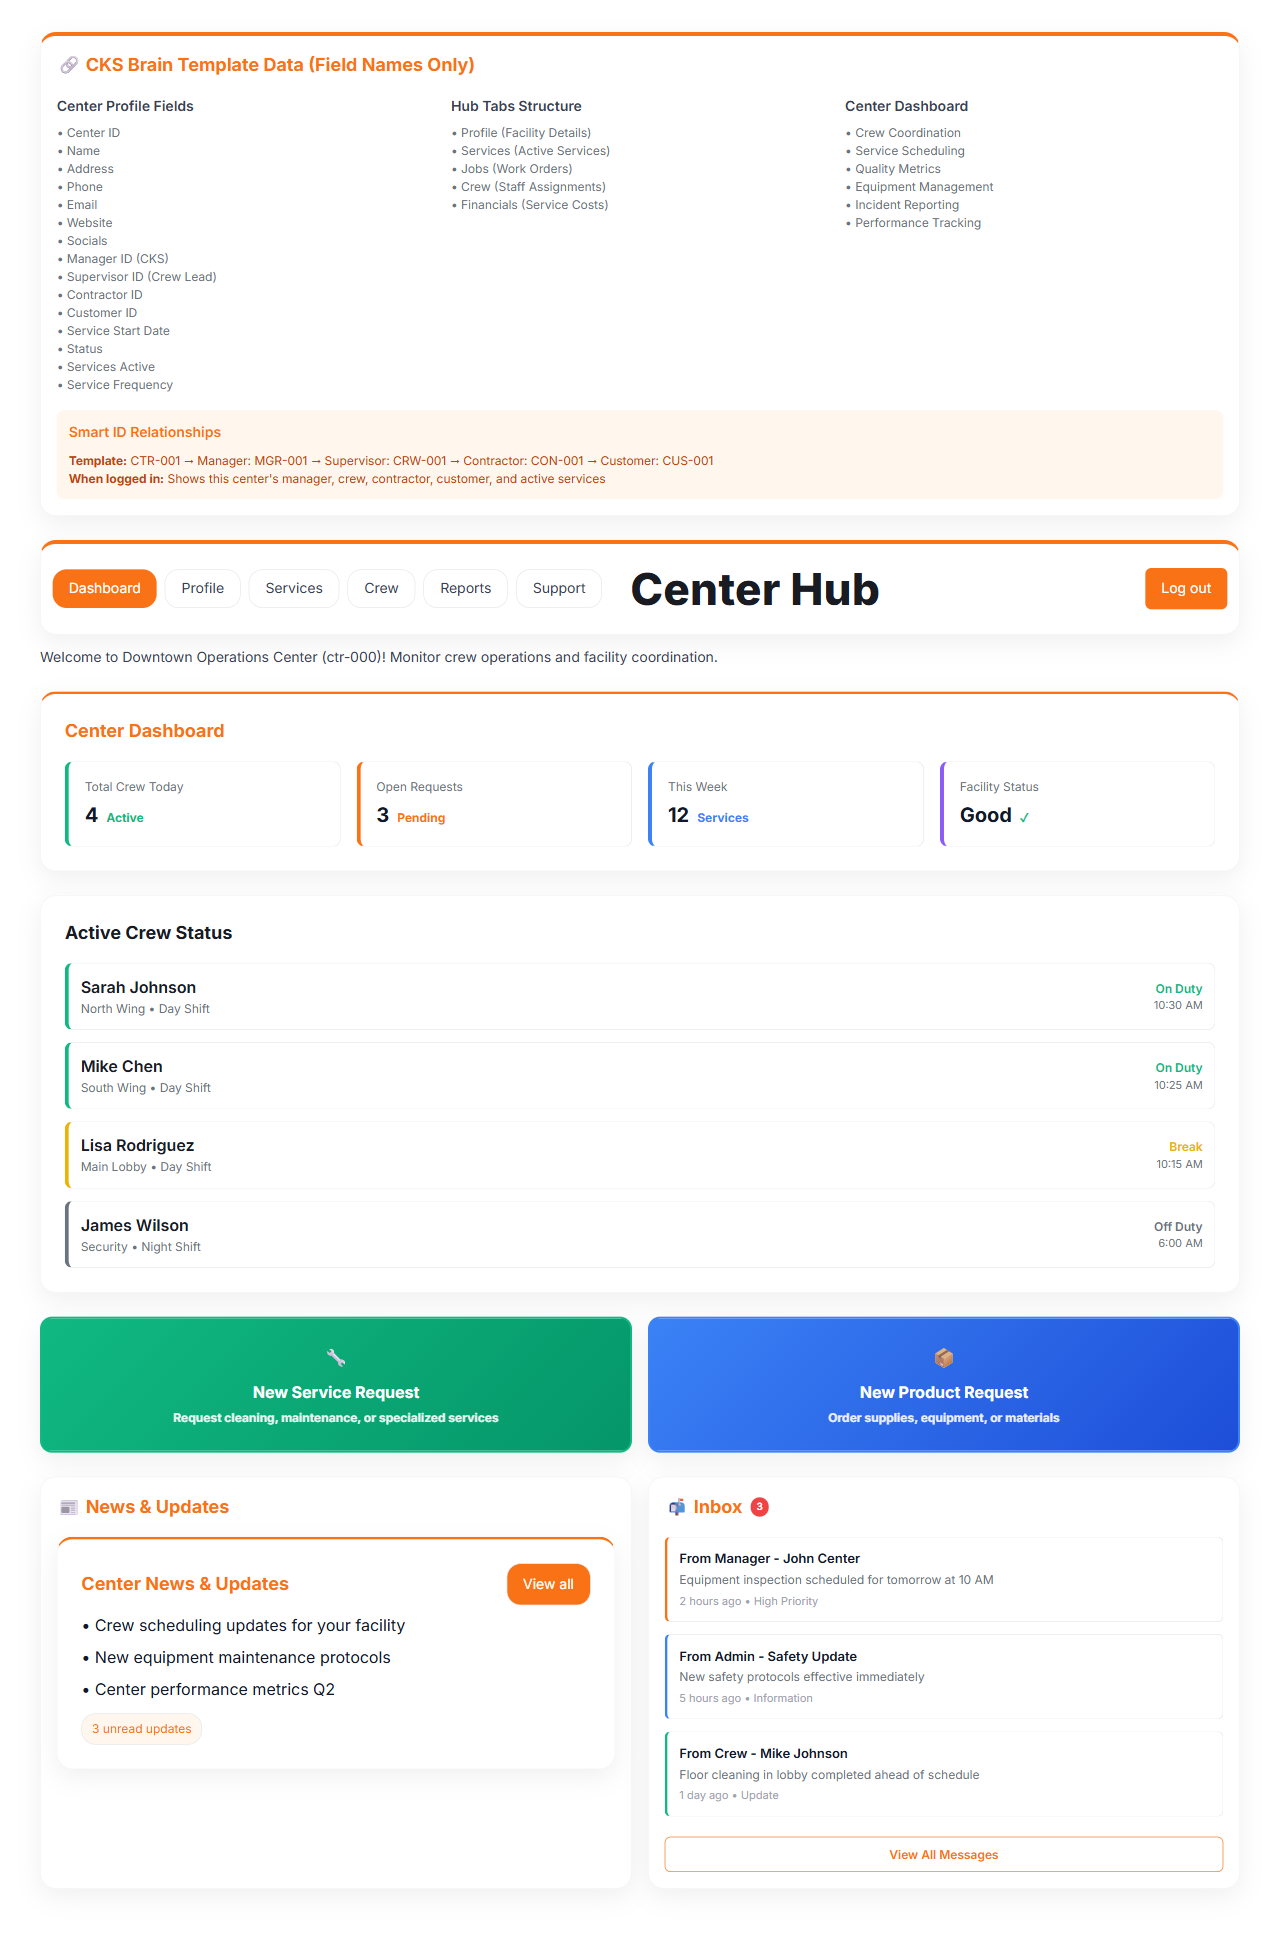 CKS Brain Template Data (Field Names Only)
Center Profile Fields
• Center ID
• Name
• Address
• Phone
• Email
• Website
• Socials
• Manager ID (CKS)
• Supervisor ID (Crew Lead)
• Contractor ID
• Customer ID
• Service Start Date
• Status
• Services Active
• Service Frequency
Hub Tabs Structure
• Profile (Facility Details)
• Services (Active Services)
• Jobs (Work Orders)
• Crew (Staff Assignments)
• Financials (Service Costs)
Center Dashboard
• Crew Coordination
• Service Scheduling
• Quality Metrics
• Equipment Management
• Incident Reporting
• Performance Tracking
Smart ID Relationships
Template: CTR-001 → Manager: MGR-001 → Supervisor: CRW-001 → Contractor: CON-001 → Customer: CUS-001
When logged in: Shows this center's manager, crew, contractor, customer, and active services
Dashboard Profile Services Crew Reports Support Center Hub Log out
Welcome to Downtown Operations Center (ctr-000)! Monitor crew operations and facility coordination.
Center Dashboard
Total Crew Today
4 Active
Open Requests
3 Pending
This Week
12 Services
Facility Status
Good ✓
Active Crew Status
Sarah Johnson
North Wing • Day Shift
On Duty
10:30 AM
Mike Chen
South Wing • Day Shift
On Duty
10:25 AM
Lisa Rodriguez
Main Lobby • Day Shift
Break
10:15 AM
James Wilson
Security • Night Shift
Off Duty
6:00 AM
New Service Request
Request cleaning, maintenance, or specialized services
New Product Request
Order supplies, equipment, or materials
News & Updates
Center News & Updates
View all
• Crew scheduling updates for your facility
• New equipment maintenance protocols
• Center performance metrics Q2
3 unread updates
Inbox 3
From Manager - John Center
Equipment inspection scheduled for tomorrow at 10 AM
2 hours ago • High Priority
From Admin - Safety Update
New safety protocols effective immediately
5 hours ago • Information
From Crew - Mike Johnson
Floor cleaning in lobby completed ahead of schedule
1 day ago • Update
View All Messages